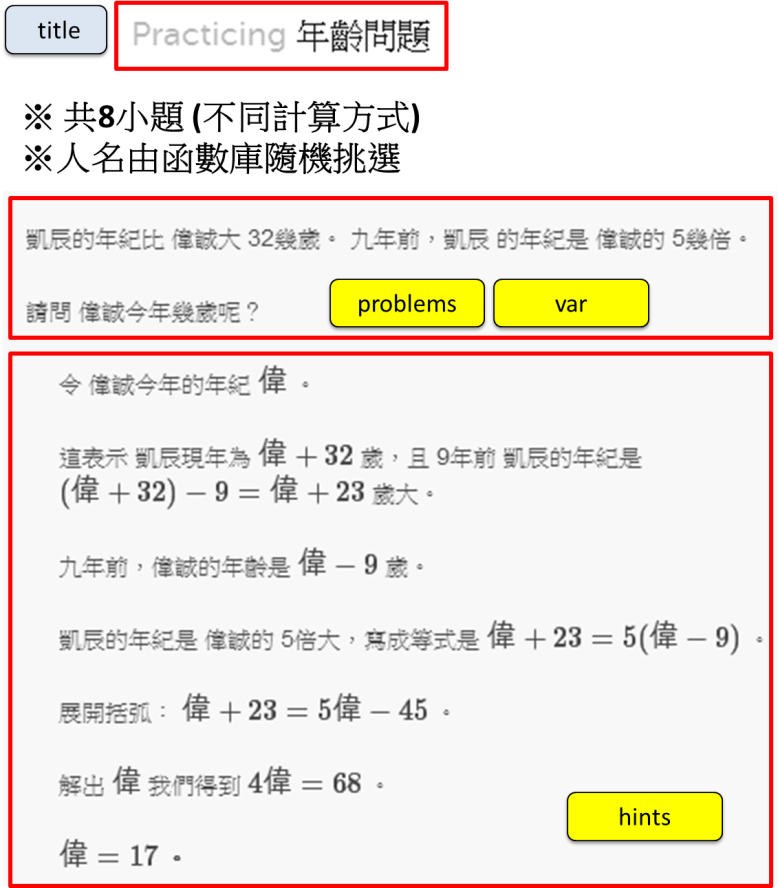 title
Practicing 年齡問題
※ 共8小題 (不同計算方式)
※人名由函數庫隨機挑選
凱辰的年紀比 偉誠大 32幾歲。 九年前，凱辰 的年紀是 偉誠的 5幾倍。
請問 偉誠今年幾歲呢？
problems
var
令 偉誠今年的年紀 偉 。
這表示 凱辰現年為 偉 + 32 歲，且 9年前 凱辰的年紀是
(偉 + 32) − 9 = 偉 + 23 歲大。
九年前，偉誠的年齡是 偉 − 9 歲。
凱辰的年紀是 偉誠的 5倍大，寫成等式是 偉 + 23 = 5(偉 − 9) 。
展開括弧： 偉 + 23 = 5偉 − 45 。
解出 偉 我們得到 4偉 = 68 。
hints
偉 = 17 。